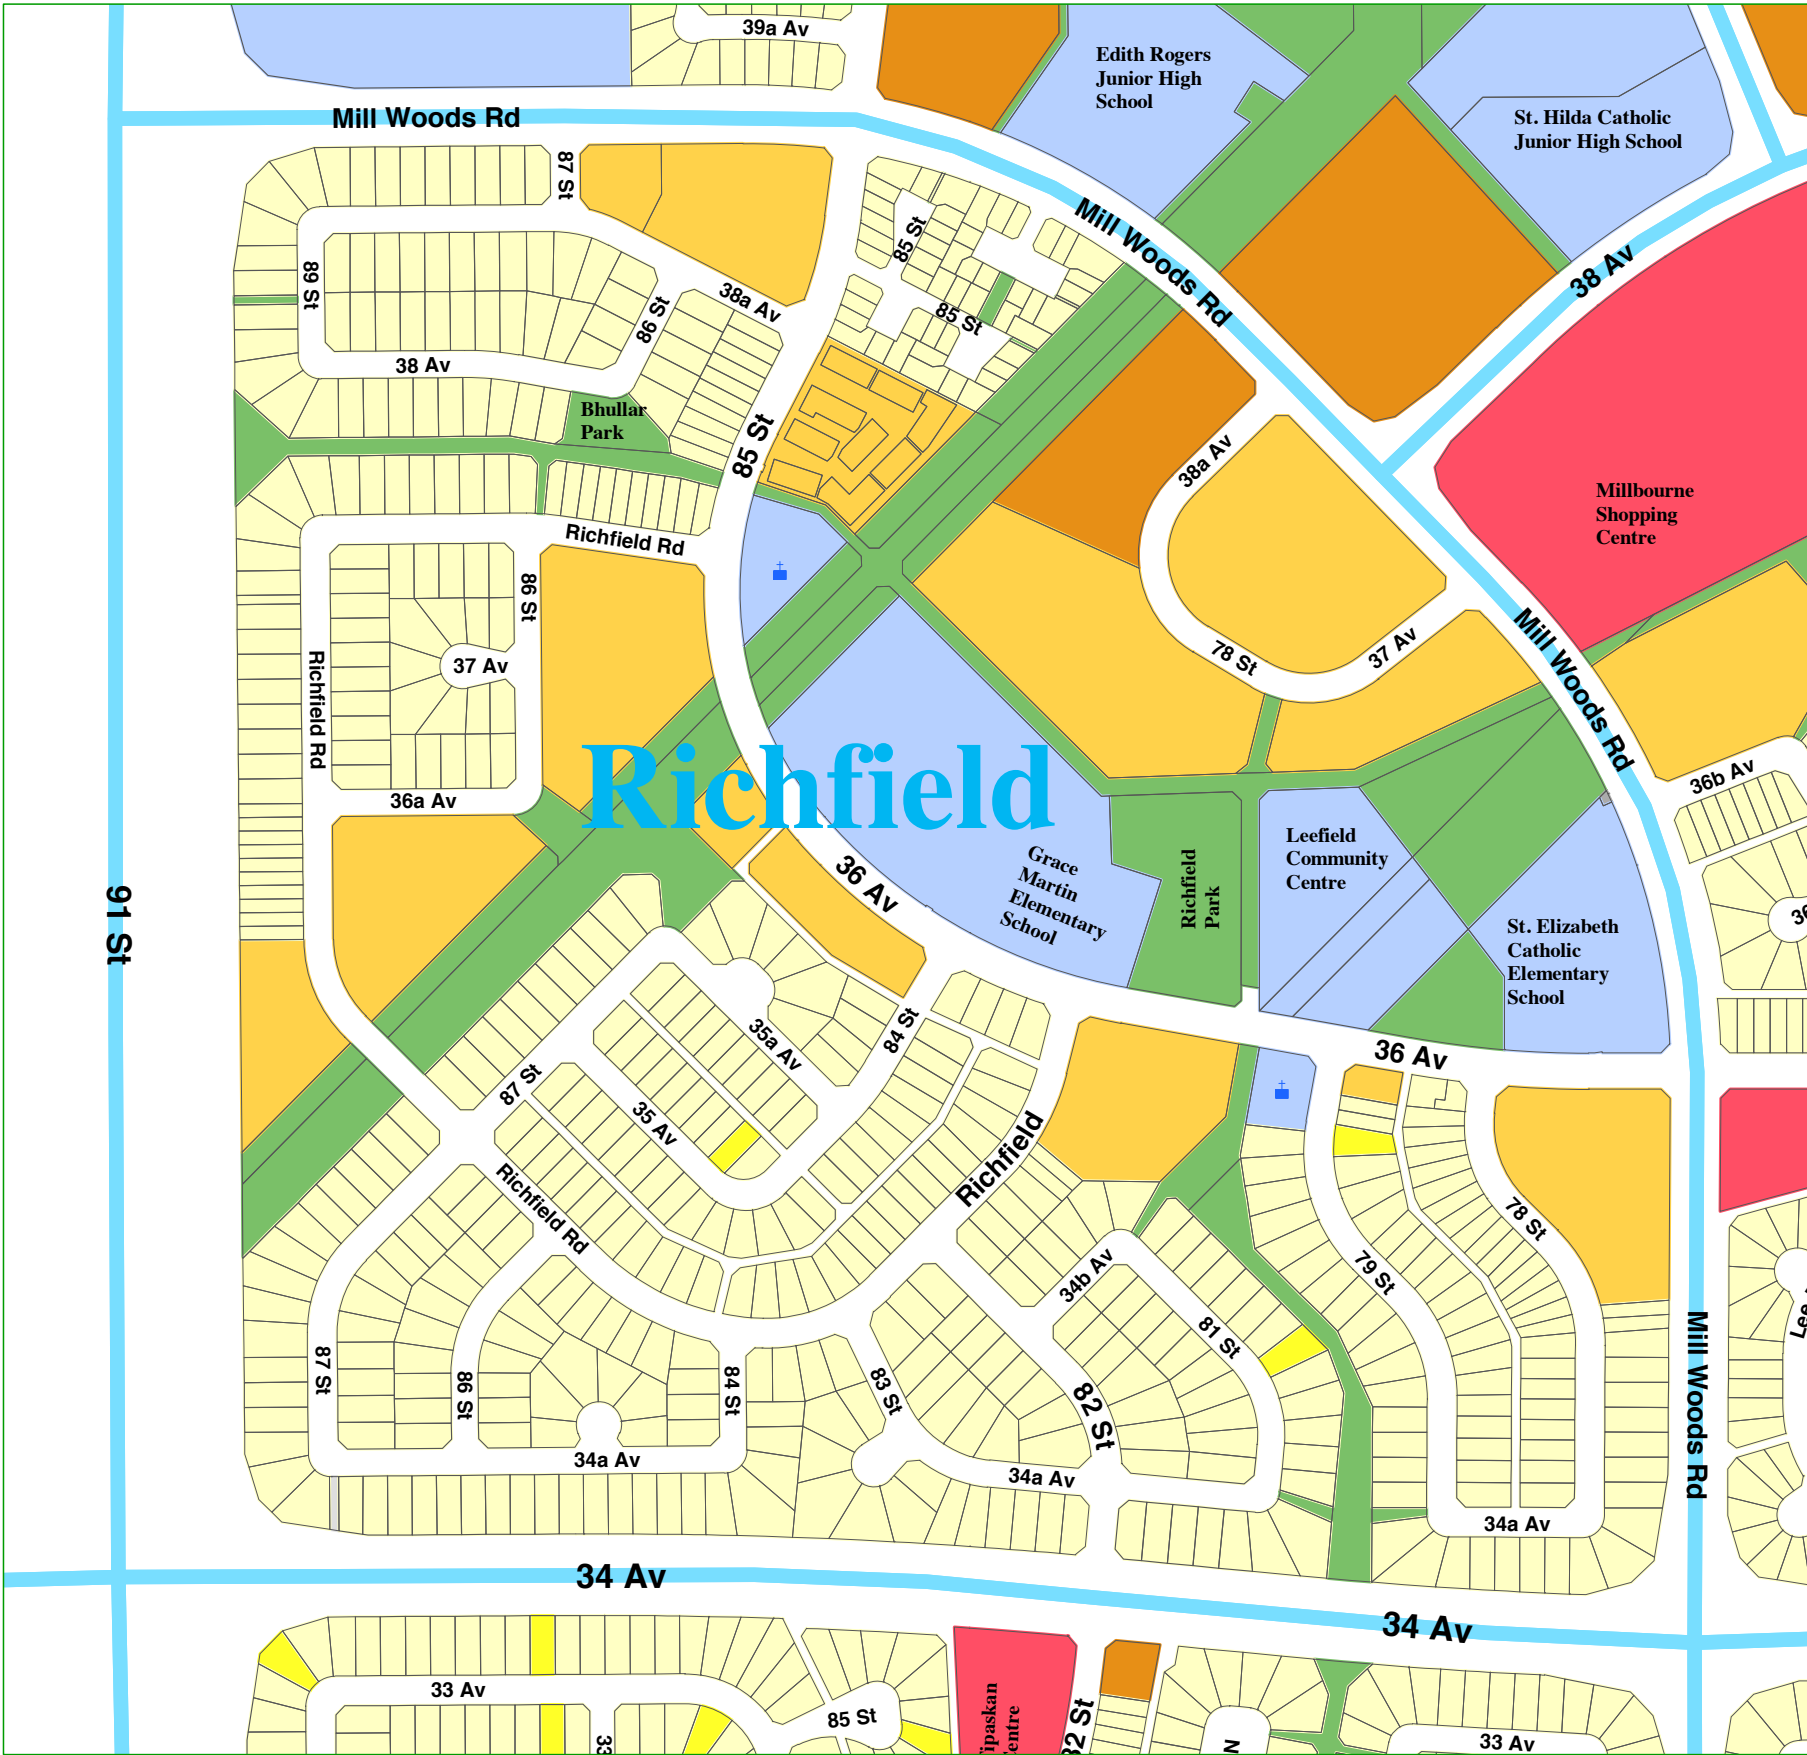 39a Av
Edith Rogers
Junior High
School
St. Hilda Catholic
Junior High School
Mill Woods Rd
87 St
Mill Woods Rd
85 St
38 Av
89 St
38a Av
86 St
85 St
38 Av
Bhullar
Park
85 St
38a Av
Millbourne
Shopping
Centre
Richfield Rd
86 St
37 Av
Richfield Rd
78 St
37 Av
Mill Woods Rd
36a Av
Richfield
36b Av
36 Av
Grace
Martin
Elementary
School
Richfield
Park
Leefield
Community
Centre
91 St
St. Elizabeth
Catholic
Elementary
School
36
35a Av
84 St
36 Av
87 St
35 Av
Richfield
Richfield Rd
34b Av
79 St
78 St
81 St
87 St
86 St
84 St
83 St
82 St
Mill Woods Rd
34a Av
34a Av
34a Av
34 Av
34 Av
33 Av
85 St
33
Centre
82 St
N
33 Av